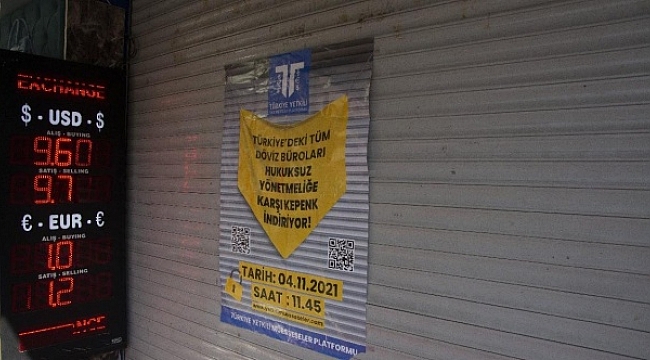 EXCHANGE
$ - USD - $
ALIŞ - BUYING
9.60
SATIŞ - SELLING
9.7
€ - EUR - €
ALIŞ - BUYING
1.0
SATIŞ - SELLING
1.2
NGE
TÜRKİYE YETKİLİ
TÜRKİYE'DEKİ TÜM
DÖVİZ BÜROLARI
HUKUKSUZ
YÖNETMELİĞE
KARŞI KEPENK
İNDİRİYOR!
TARİH: 04.11.2021
SAAT : 11.45
TÜRKİYE YETKİLİ MÜESSESELER PLATFORMU